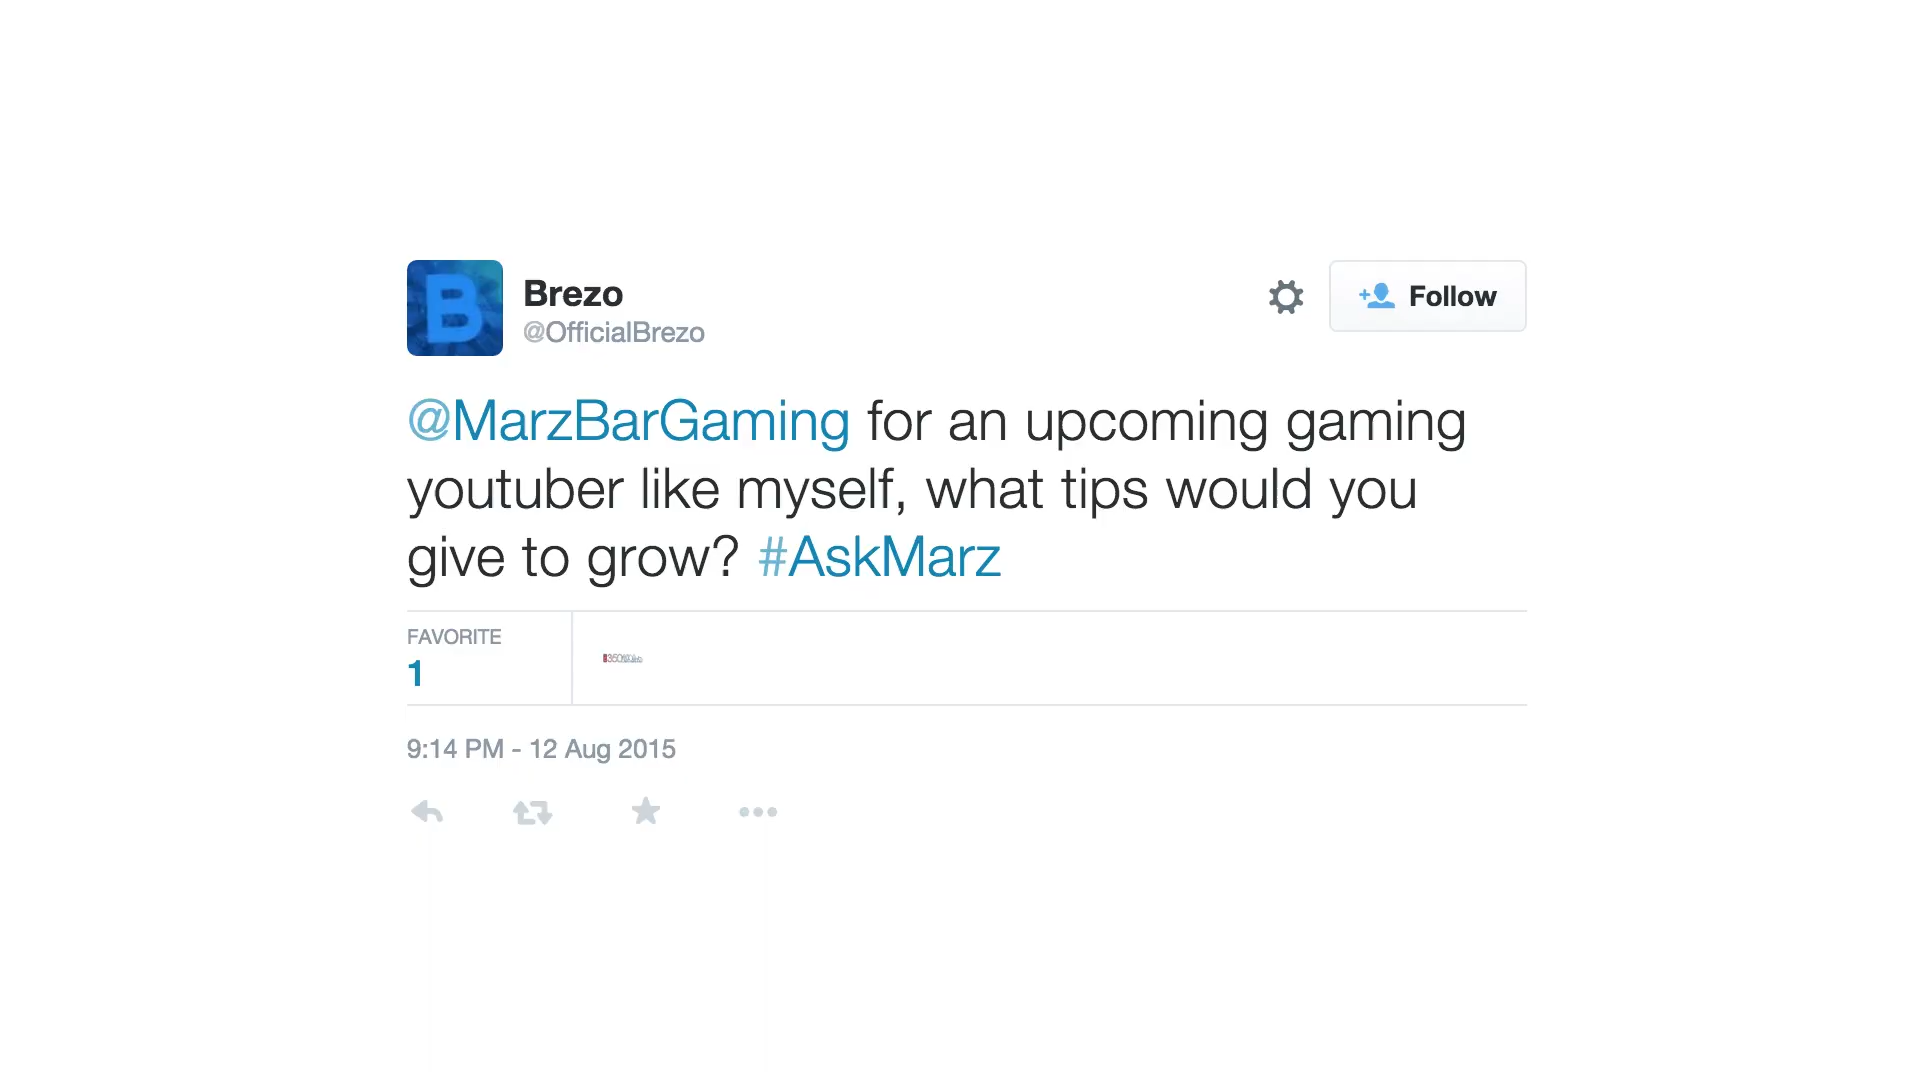 B
Brezo
@OfficialBrezo
Follow
@MarzBarGaming for an upcoming gaming
youtuber like myself, what tips would you
give to grow? #AskMarz
FAVORITE
1
9:14 PM - 12 Aug 2015